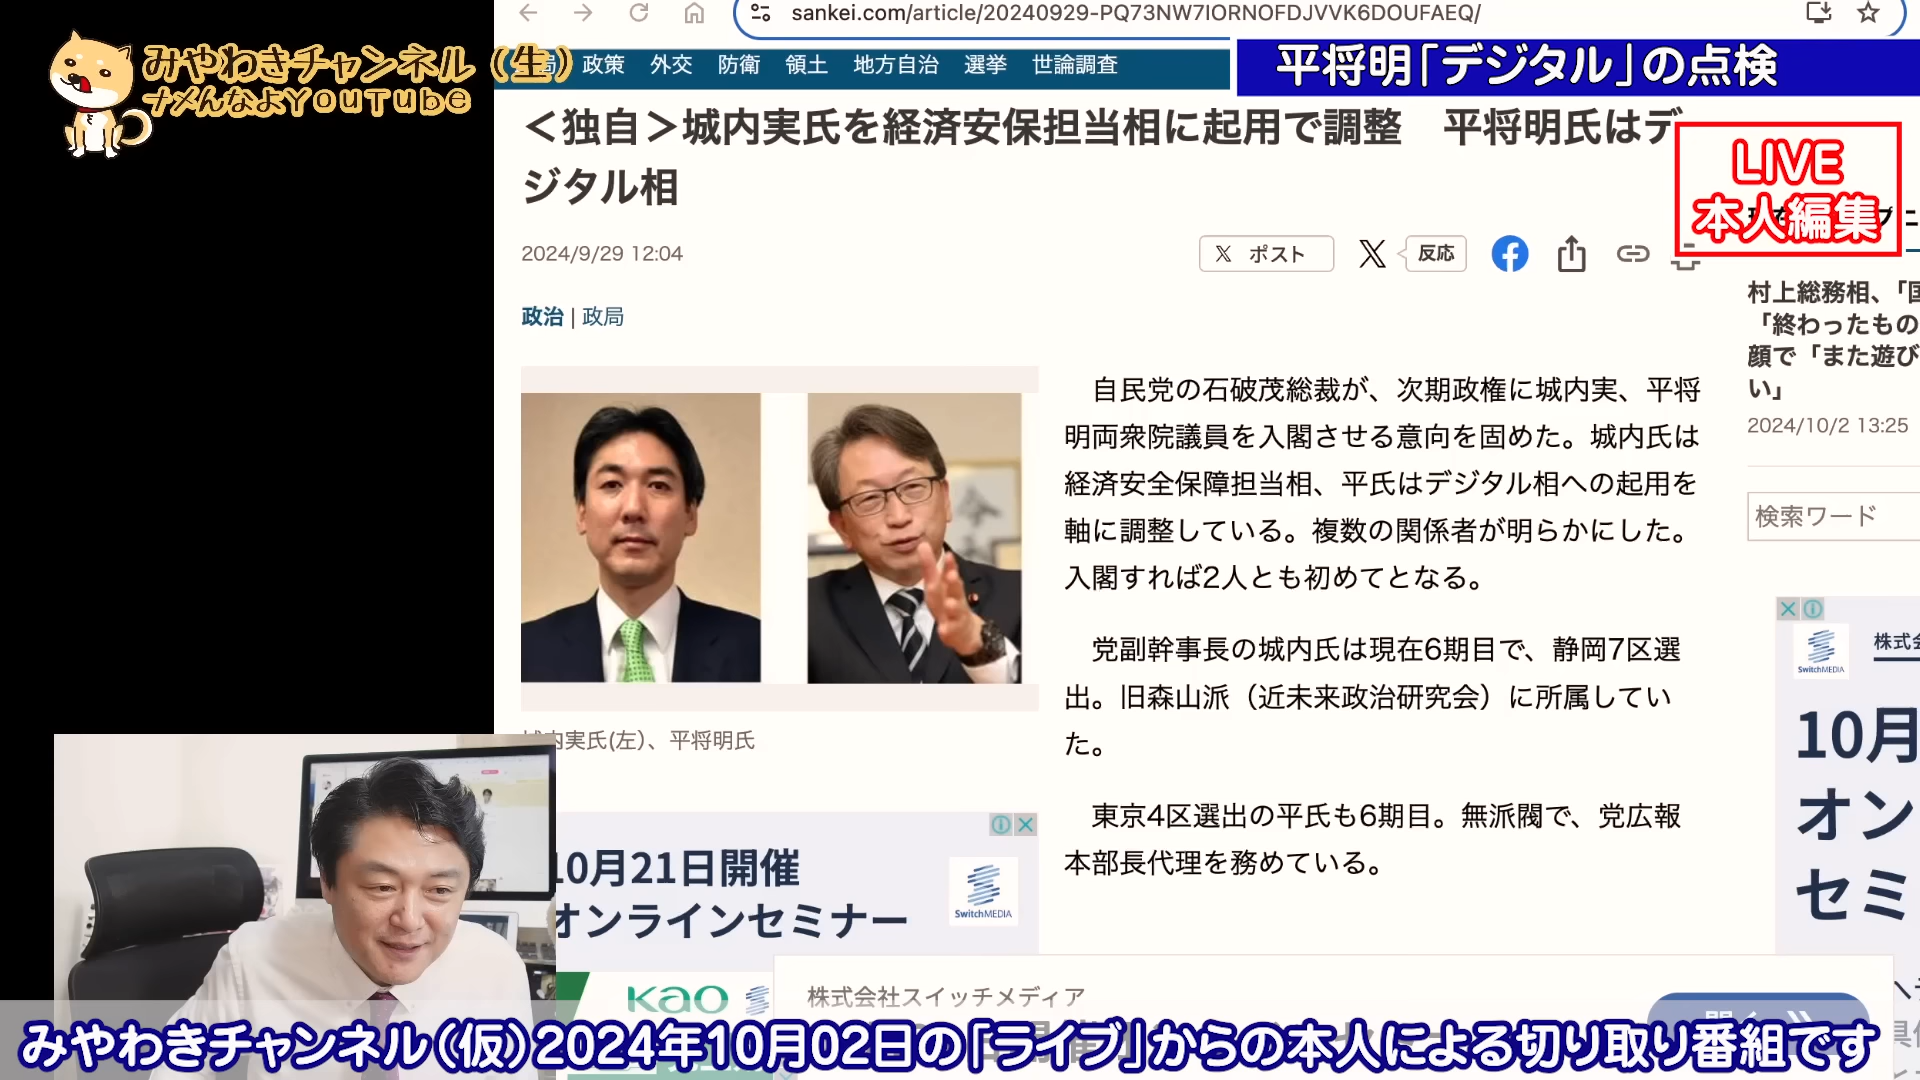 sankei.com/article/20240929-PQ73NW7IORNOFDJVVK6DOUFAEQ/
みやわきチャンネル(生)
ナメんなよYouTube
政策 外交 防衛 領土 地方自治 選挙 世論調査
平将明「デジタル」の点検
<独自>城内実氏を経済安保担当相に起用で調整 平将明氏はデ
ジタル相
LIVE
本人編集
2024/9/29 12:04
ポスト
反応
政治 | 政局
村上総務相、「国
「終わったもの
顔で「また遊び
い」
2024/10/2 13:25
検索ワード
自民党の石破茂総裁が、次期政権に城内実、平将
明両衆院議員を入閣させる意向を固めた。城内氏は
経済安全保障担当相、平氏はデジタル相への起用を
軸に調整している。複数の関係者が明らかにした。
入閣すれば2人とも初めてとなる。
党副幹事長の城内氏は現在6期目で、静岡7区選
出。旧森山派(近未来政治研究会)に所属してい
た。
東京4区選出の平氏も6期目。無派閥で、党広報
本部長代理を務めている。
城内実氏(左)、平将明氏
10月21日開催
オンラインセミナー
SwitchMEDIA
Kao
株式会社スイッチメディア
SwitchMEDIA
株式会
10月
オン
セミ
みやわきチャンネル(仮)2024年10月02日の「ライブ」からの本人による切り取り番組です